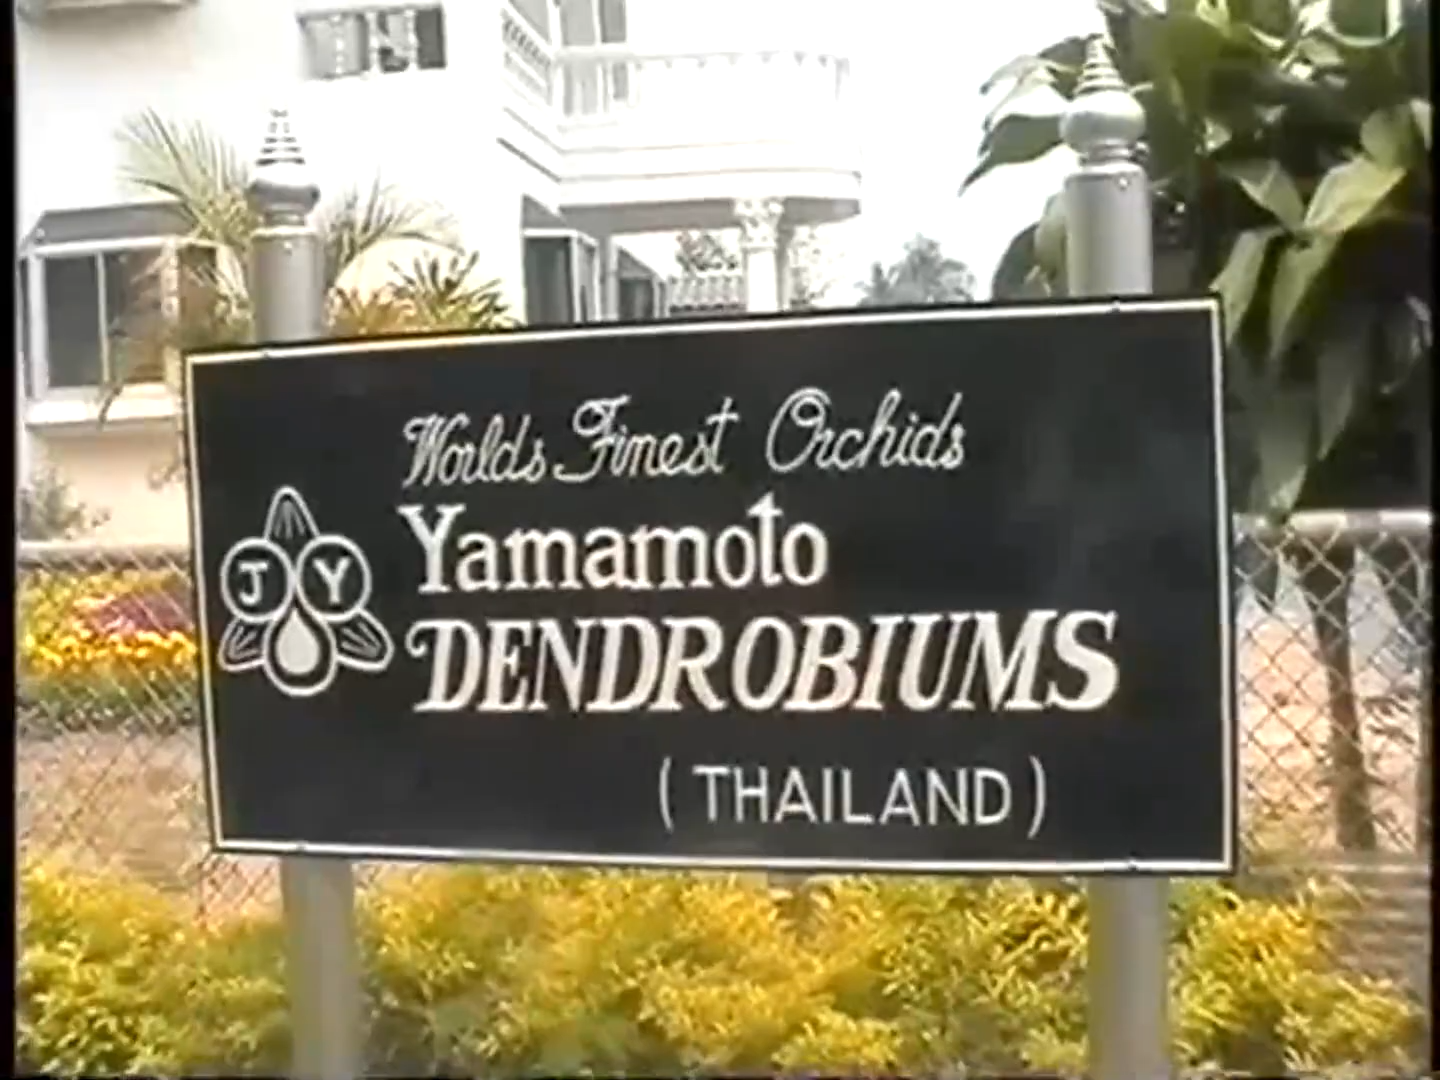 Worlds Finest Orchids
J Y
Yamamoto
DENDROBIUMS
(THAILAND)